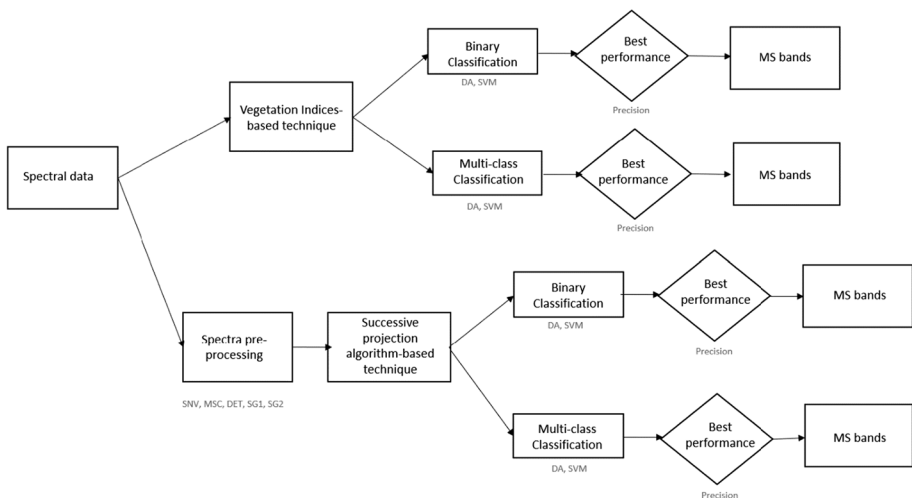 Spectral data
Vegetation Indices-
based technique
Binary
Classification
DA, SVM
Best
performance
Precision
MS bands
Multi-class
Classification
DA, SVM
Best
performance
Precision
MS bands
Spectra pre-
processing
SNV, MSC, DET, SG1, SG2
Successive
projection
algorithm-based
technique
Binary
Classification
DA, SVM
Best
performance
Precision
MS bands
Multi-class
Classification
DA, SVM
Best
performance
Precision
MS bands